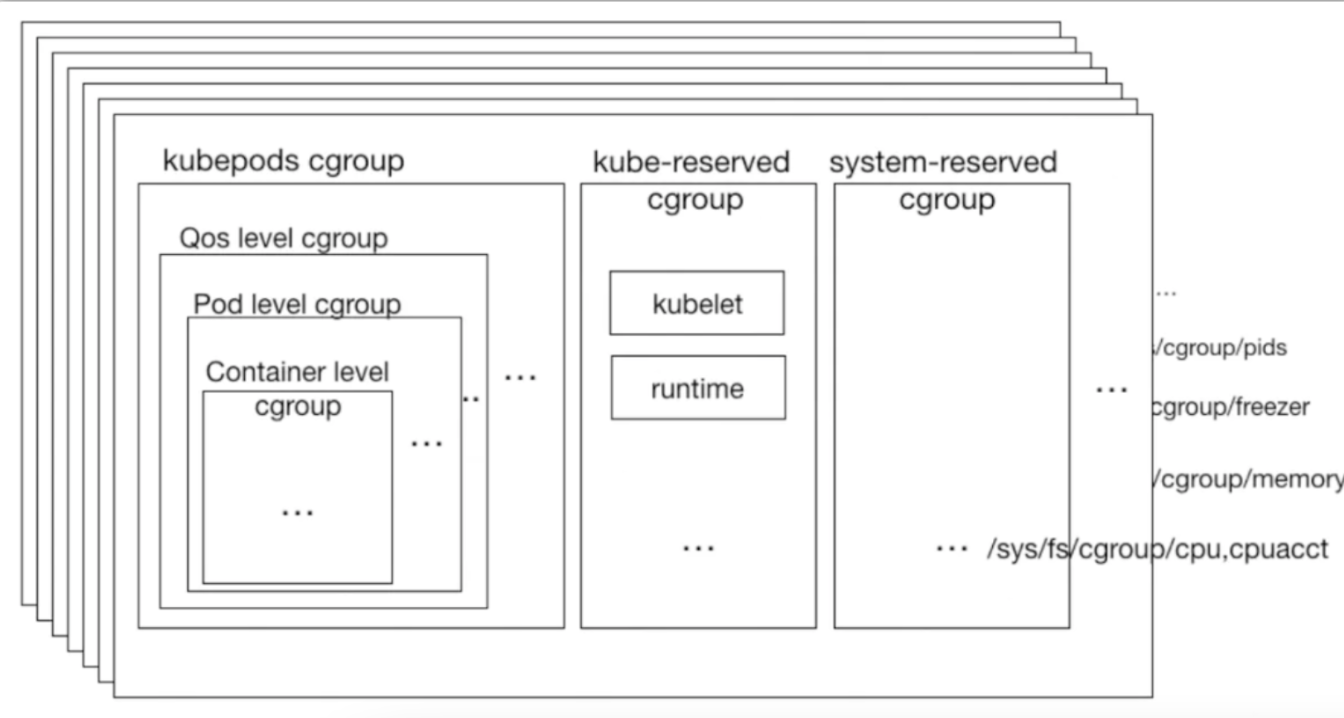 kubepods cgroup
Qos level cgroup
Pod level cgroup
Container level
cgroup
...
...
..
...
kube-reserved
cgroup
kubelet
runtime
...
system-reserved
cgroup
...
...
...
/cgroup/pids
cgroup/freezer
/cgroup/memory
/sys/fs/cgroup/cpu,cpuacct